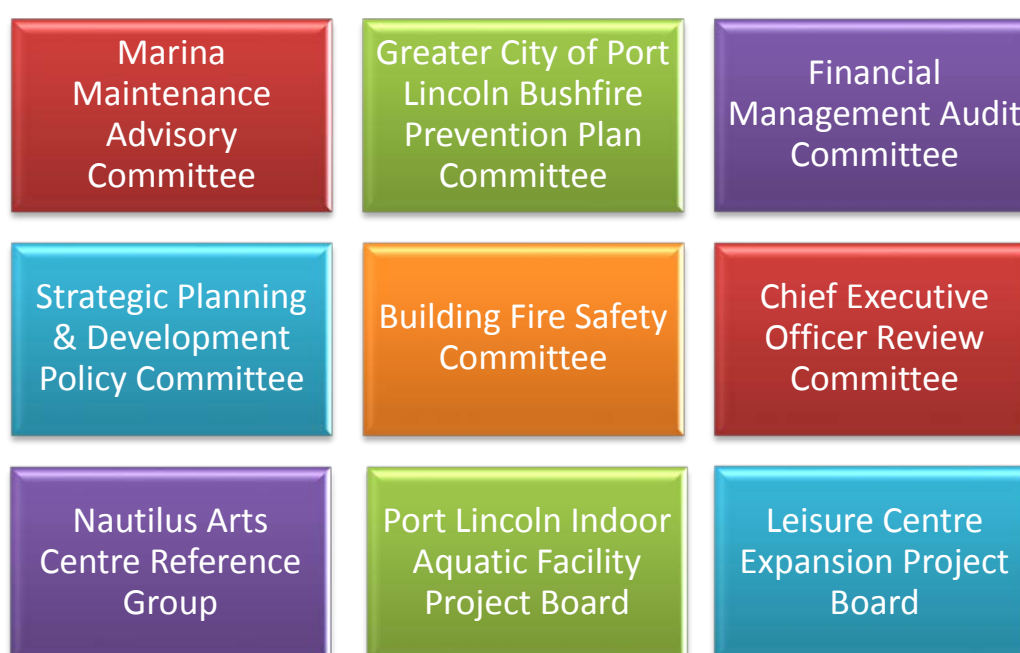 Marina
Maintenance
Advisory
Committee
Greater City of Port
Lincoln Bushfire
Prevention Plan
Committee
Financial
Management Audit
Committee
Strategic Planning
& Development
Policy Committee
Building Fire Safety
Committee
Chief Executive
Officer Review
Committee
Nautilus Arts
Centre Reference
Group
Port Lincoln Indoor
Aquatic Facility
Project Board
Leisure Centre
Expansion Project
Board